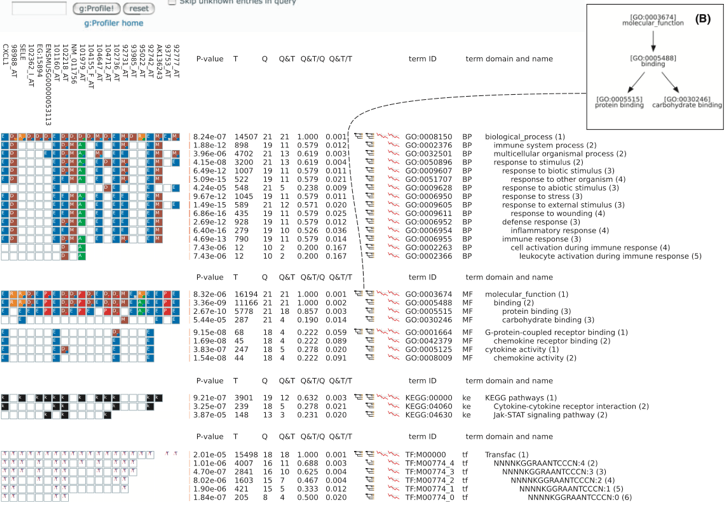 g:Profile!
reset
Skip unknown entries in query
g:Profiler home
(B)
[GO:0003674]
molecular_function
[GO:0005488]
binding
[GO:0005515]
protein binding
[GO:0030246]
carbohydrate binding
CXCL1
98988_AT
SELE
102362_I_AT
EG215894
ENSMUSG00000053113
101160_AT
102218_AT
NM_011756
101979_AT
104155_F_AT
104647_AT
104712_AT
102736_AT
92731_AT
93985_AT
95022_AT
92742_AT
AK136243
93753_AT
92777_AT
P-value T Q Q&T Q&T/Q Q&T/T term ID term domain and name
8.24e-07 14507 21 21 1.000 0.001 GO:0008150 BP biological_process (1)
1.88e-12 898 19 11 0.579 0.012 GO:0002376 BP immune system process (2)
3.96e-06 4702 21 13 0.619 0.003 GO:0032501 BP multicellular organismal process (2)
4.15e-08 3200 21 13 0.619 0.004 GO:0050896 BP response to stimulus (2)
6.49e-12 1007 19 11 0.579 0.011 GO:0009607 BP response to biotic stimulus (3)
5.09e-15 522 19 11 0.579 0.021 GO:0051707 BP response to other organism (4)
4.24e-05 548 21 5 0.238 0.009 GO:0009628 BP response to abiotic stimulus (3)
9.67e-12 1045 19 11 0.579 0.011 GO:0006950 BP response to stress (3)
1.49e-15 589 21 12 0.571 0.020 GO:0009605 BP response to external stimulus (3)
6.86e-16 435 19 11 0.579 0.025 GO:0009611 BP response to wounding (4)
2.69e-12 928 19 11 0.579 0.012 GO:0006952 BP defense response (3)
6.40e-16 279 19 10 0.526 0.036 GO:0006954 BP inflammatory response (4)
4.69e-13 790 19 11 0.579 0.014 GO:0006955 BP immune response (3)
7.43e-06 12 10 2 0.200 0.167 GO:0002263 BP cell activation during immune response (4)
7.43e-06 12 10 2 0.200 0.167 GO:0002366 BP leukocyte activation during immune response (5)
P-value T Q Q&T Q&T/Q Q&T/T term ID term domain and name
8.32e-06 16194 21 21 1.000 0.001 GO:0003674 MF molecular_function (1)
3.36e-09 11166 21 21 1.000 0.002 GO:0005488 MF binding (2)
2.67e-10 5778 21 18 0.857 0.003 GO:0005515 MF protein binding (3)
5.44e-05 287 21 4 0.190 0.014 GO:0030246 MF carbohydrate binding (3)
9.15e-08 68 18 4 0.222 0.059 GO:0001664 MF G-protein-coupled receptor binding (1)
1.69e-08 45 18 4 0.222 0.089 GO:0042379 MF chemokine receptor binding (2)
3.83e-07 247 18 5 0.278 0.020 GO:0005125 MF cytokine activity (1)
1.54e-08 44 18 4 0.222 0.091 GO:0008009 MF chemokine activity (2)
P-value T Q Q&T Q&T/Q Q&T/T term ID term domain and name
9.21e-07 3901 19 12 0.632 0.003 KEGG:00000 ke KEGG pathways (1)
3.25e-07 239 18 5 0.278 0.021 KEGG:04060 ke Cytokine-cytokine receptor interaction (2)
3.87e-05 148 13 3 0.231 0.020 KEGG:04630 ke Jak-STAT signaling pathway (2)
P-value T Q Q&T Q&T/Q Q&T/T term ID term domain and name
2.01e-05 15498 18 18 1.000 0.001 TF:M00000 tf Transfac (1)
1.01e-06 4007 16 11 0.688 0.003 TF:M00774_4 tf NNNNKGGRAANTCCCN:4 (2)
4.70e-07 2841 16 10 0.625 0.004 TF:M00774_3 tf NNNNKGGRAANTCCCN:3 (3)
8.02e-06 1603 15 7 0.467 0.004 TF:M00774_2 tf NNNNKGGRAANTCCCN:2 (4)
1.90e-06 421 15 5 0.333 0.012 TF:M00774_1 tf NNNNKGGRAANTCCCN:1 (5)
1.84e-07 205 8 4 0.500 0.020 TF:M00774_0 tf NNNNKGGRAANTCCCN:0 (6)